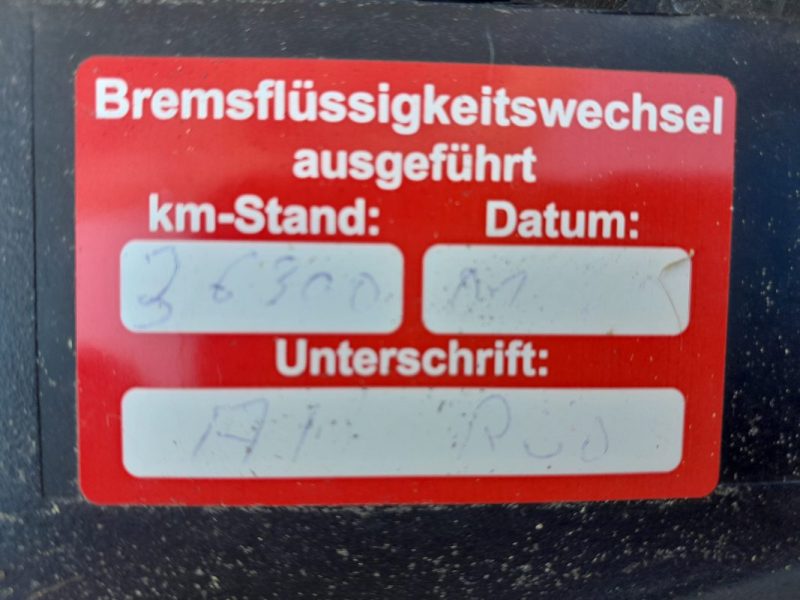 Bremsflüssigkeitswechsel
ausgeführt
km-Stand: Datum:
36300
Unterschrift: